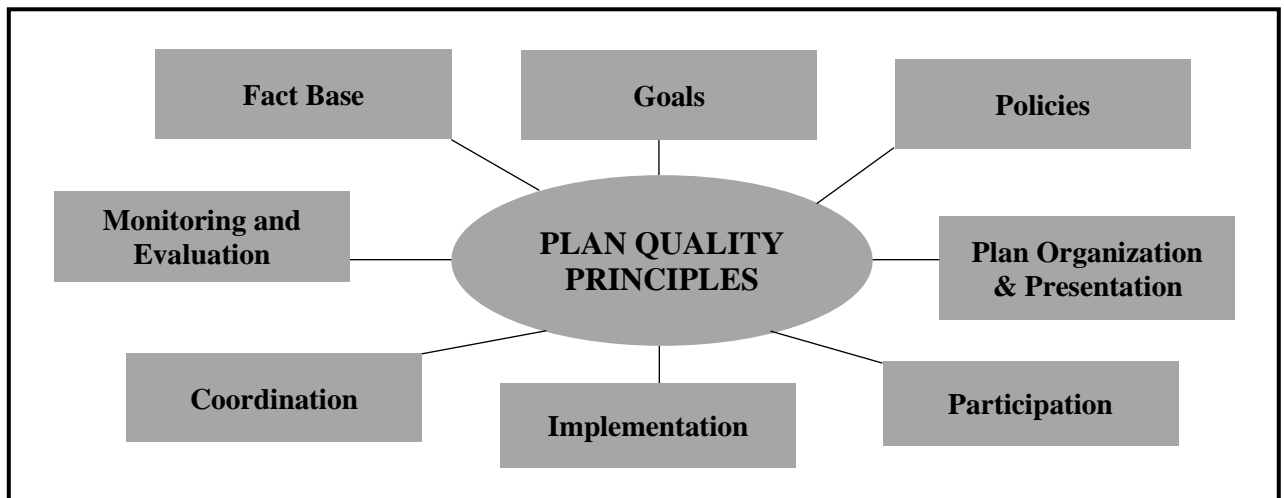 Fact Base
Goals
Policies
Monitoring and
Evaluation
PLAN QUALITY
PRINCIPLES
Plan Organization
& Presentation
Coordination
Implementation
Participation